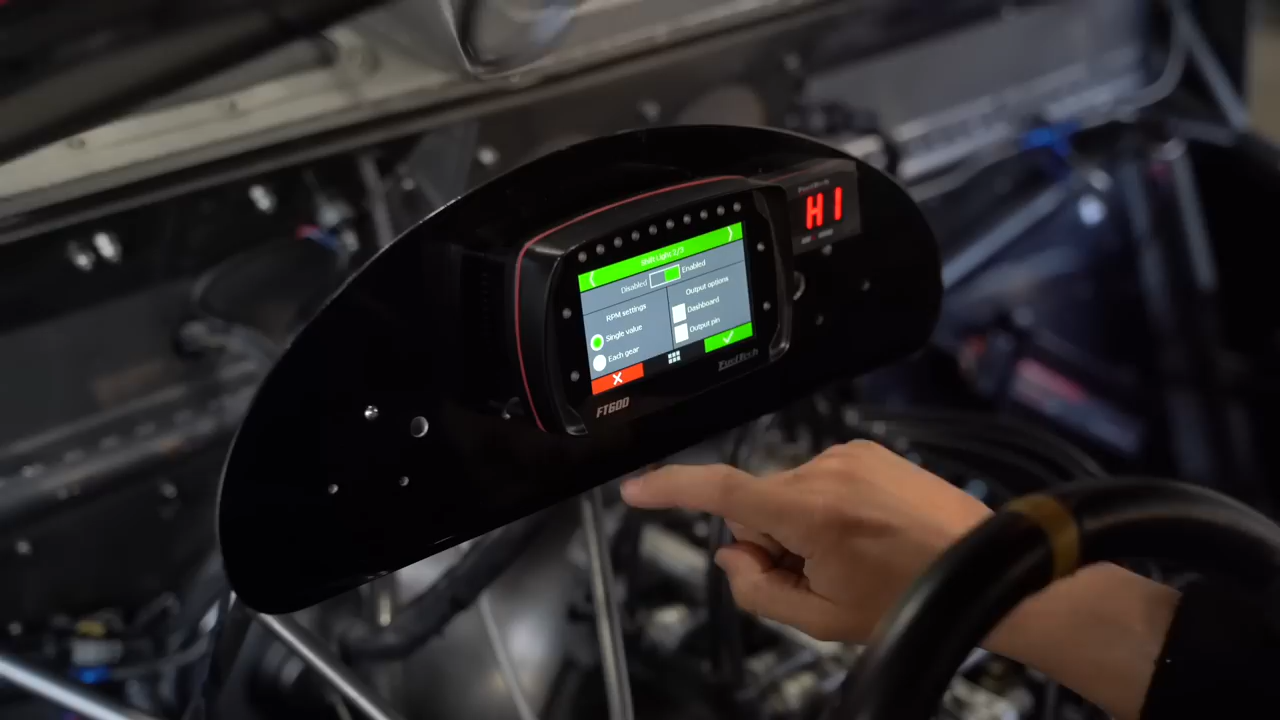 FuelTech
HI
Shift Light 2/3
Disabled
Enabled
RPM settings
Output options
Single value
Dashboard
Each gear
Output pin
FuelTech
FT600